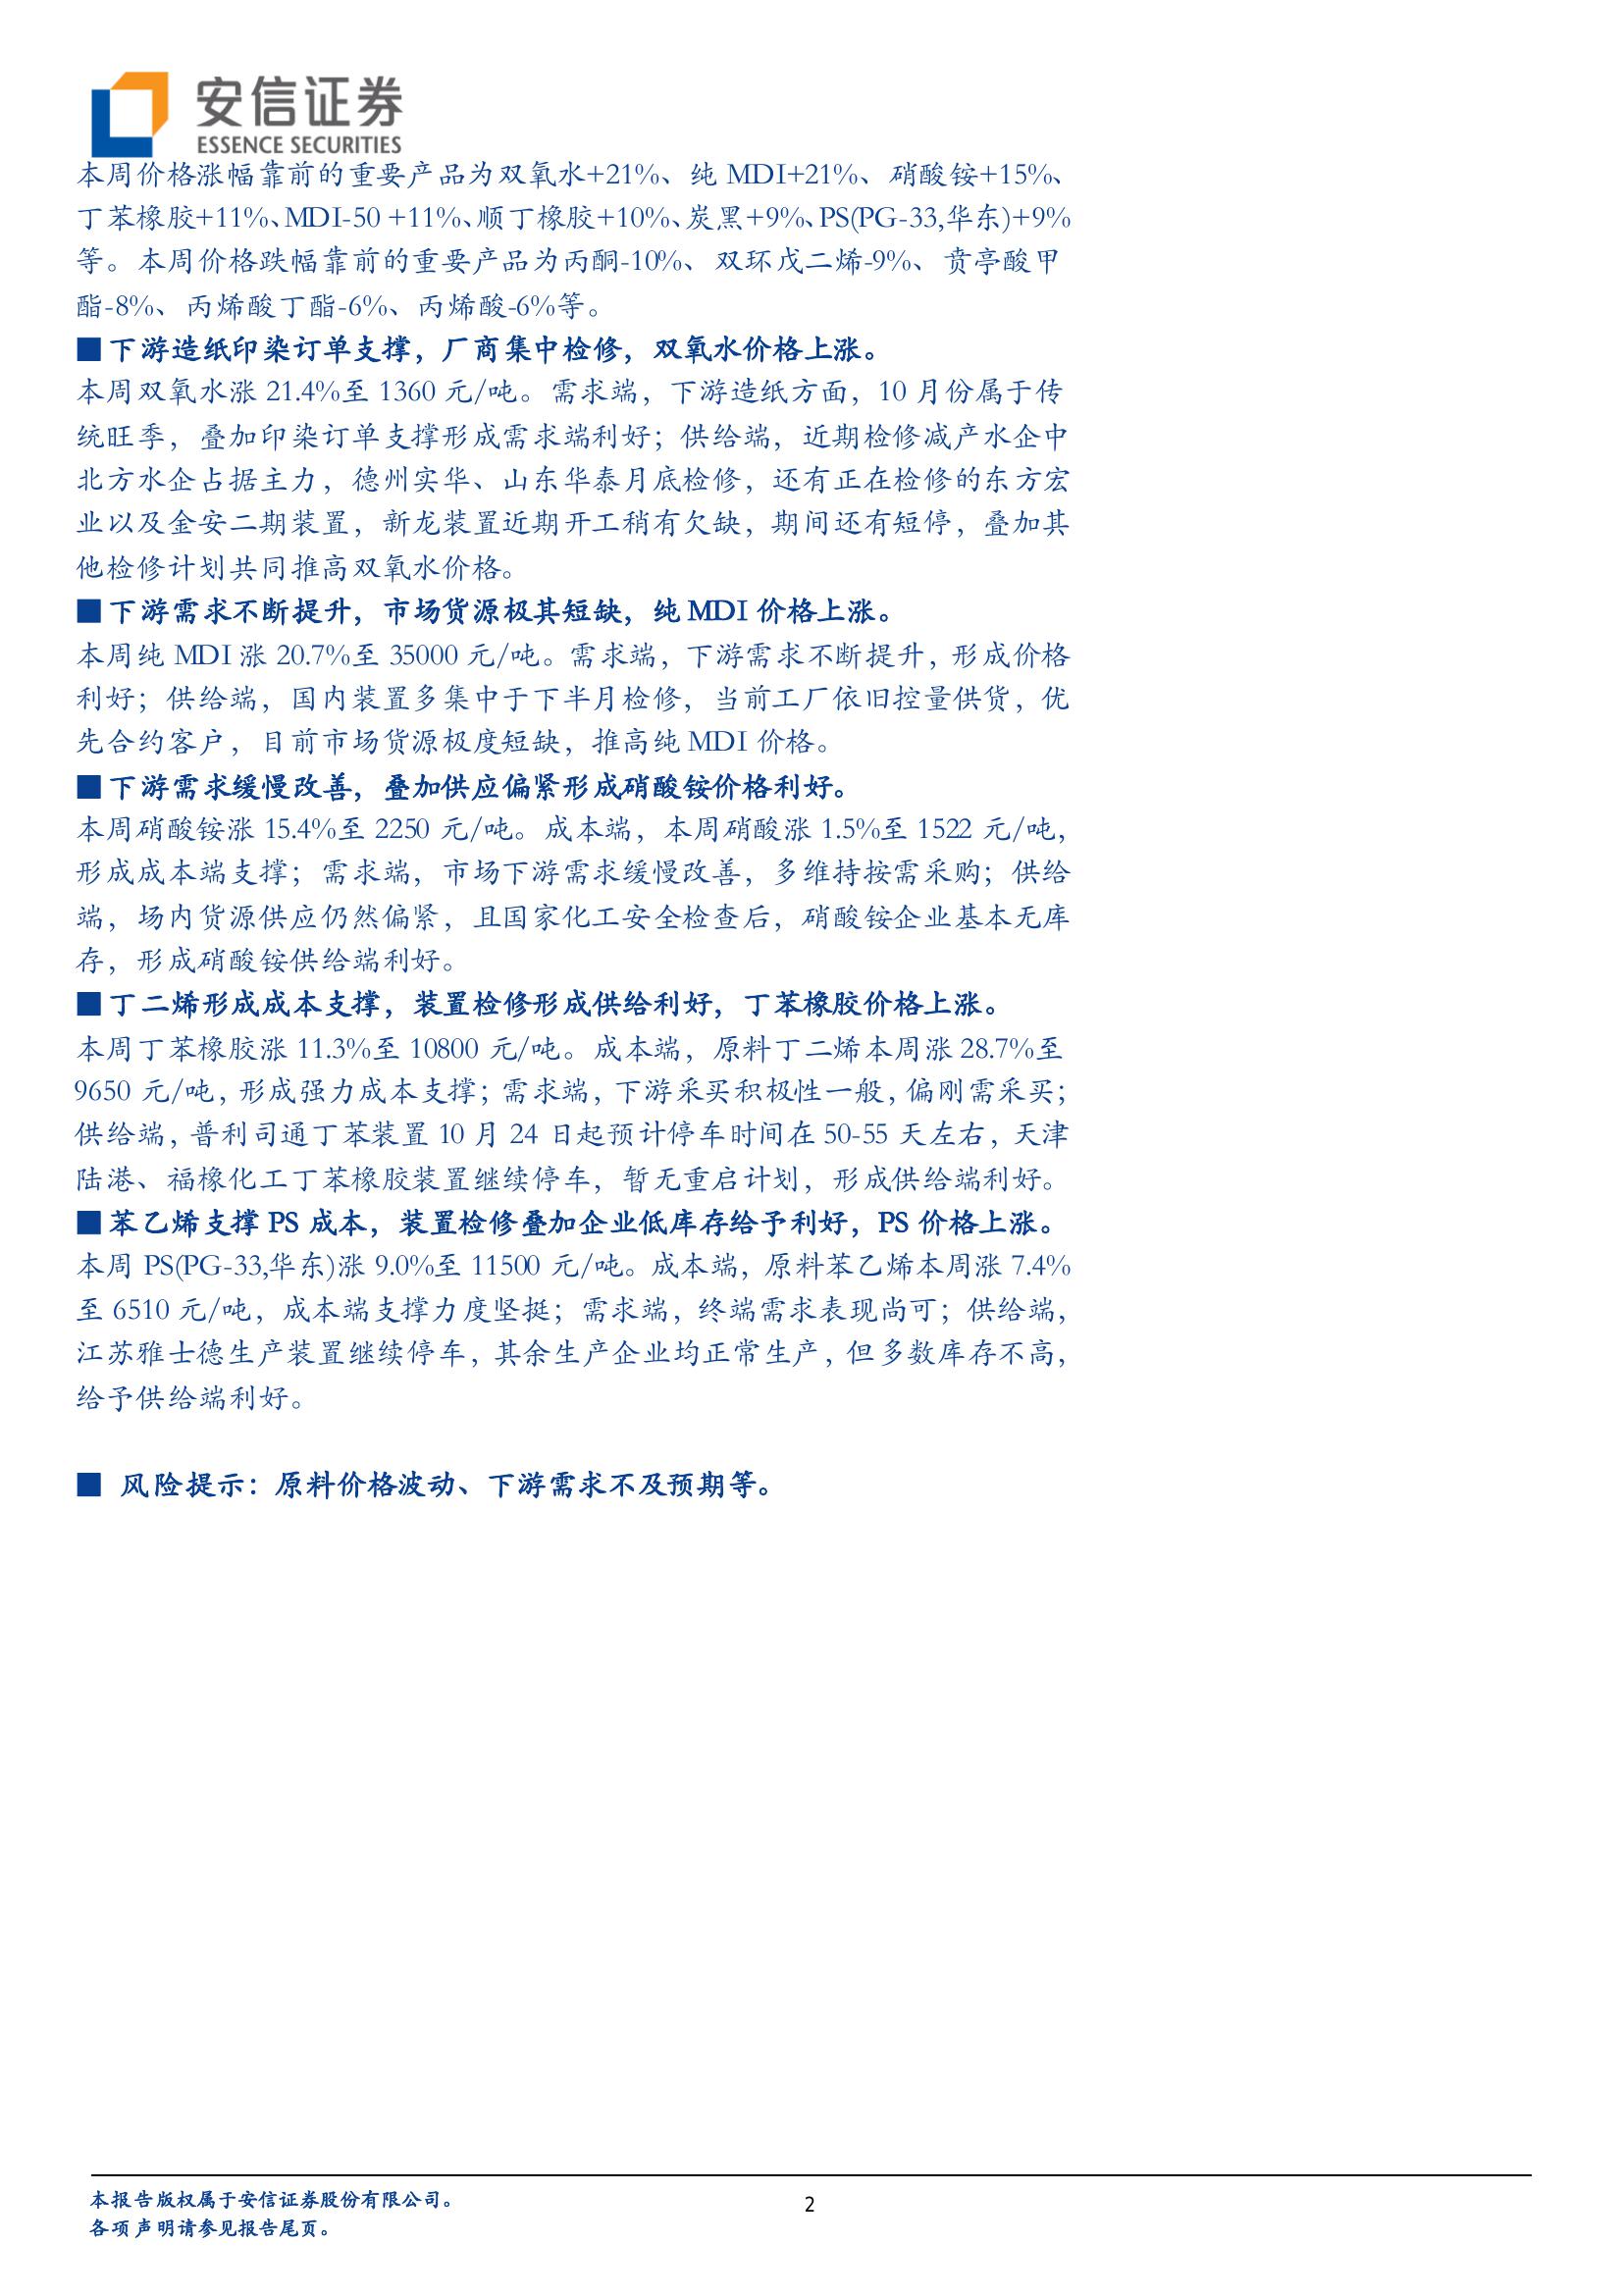 安信证券
ESSENCE SECURITIES
本周价格涨幅靠前的重要产品为双氧水+21%、纯 MDI+21%、硝酸铵+15%、
丁苯橡胶+11%、MDI-50 +11%、顺丁橡胶+10%、炭黑+9%、PS(PG-33,华东)+9%
等。本周价格跌幅靠前的重要产品为丙酮-10%、双环戊二烯-9%、贲亭酸甲
酯-8%、丙烯酸丁酯-6%、丙烯酸-6%等。
■下游造纸印染订单支撑，厂商集中检修，双氧水价格上涨。
本周双氧水涨 21.4%至 1360 元/吨。需求端，下游造纸方面，10 月份属于传
统旺季，叠加印染订单支撑形成需求端利好；供给端，近期检修减产水企中
北方水企占据主力，德州实华、山东华泰月底检修，还有正在检修的东方宏
业以及金安二期装置，新龙装置近期开工稍有欠缺，期间还有短停，叠加其
他检修计划共同推高双氧水价格。
■下游需求不断提升，市场货源极其短缺，纯 MDI 价格上涨。
本周纯 MDI 涨 20.7%至 35000 元/吨。需求端，下游需求不断提升，形成价格
利好；供给端，国内装置多集中于下半月检修，当前工厂依旧控量供货，优
先合约客户，目前市场货源极度短缺，推高纯 MDI 价格。
■下游需求缓慢改善，叠加供应偏紧形成硝酸铵价格利好。
本周硝酸铵涨 15.4%至 2250 元/吨。成本端，本周硝酸涨 1.5%至 1522 元/吨，
形成成本端支撑；需求端，市场下游需求缓慢改善，多维持按需采购；供给
端，场内货源供应仍然偏紧，且国家化工安全检查后，硝酸铵企业基本无库
存，形成硝酸铵供给端利好。
■丁二烯形成成本支撑，装置检修形成供给利好，丁苯橡胶价格上涨。
本周丁苯橡胶涨 11.3%至 10800 元/吨。成本端，原料丁二烯本周涨 28.7%至
9650 元/吨，形成强力成本支撑；需求端，下游采买积极性一般，偏刚需采买；
供给端，普利司通丁苯装置 10 月 24 日起预计停车时间在 50-55 天左右，天津
陆港、福橡化工丁苯橡胶装置继续停车，暂无重启计划，形成供给端利好。
■苯乙烯支撑 PS 成本，装置检修叠加企业低库存给予利好，PS 价格上涨。
本周 PS(PG-33,华东)涨 9.0%至 11500 元/吨。成本端，原料苯乙烯本周涨 7.4%
至 6510 元/吨，成本端支撑力度坚挺；需求端，终端需求表现尚可；供给端，
江苏雅士德生产装置继续停车，其余生产企业均正常生产，但多数库存不高，
给予供给端利好。
■ 风险提示：原料价格波动、下游需求不及预期等。
本报告版权属于安信证券股份有限公司。
各项声明请参见报告尾页。
2